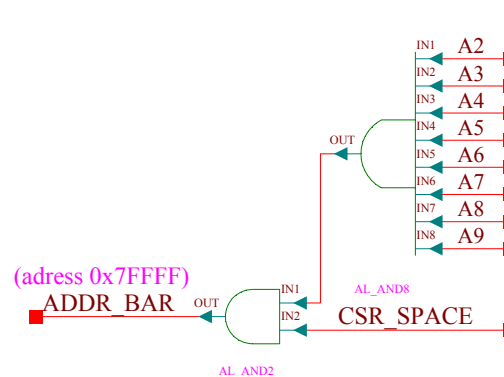 IN1 A2
IN2 A3
IN3 A4
IN4 A5
OUT
IN5 A6
IN6 A7
IN7 A8
IN8 A9
(adress 0x7FFFF)
ADDR_BAR OUT IN1 AL_AND8
IN2 CSR_SPACE
AL_AND2